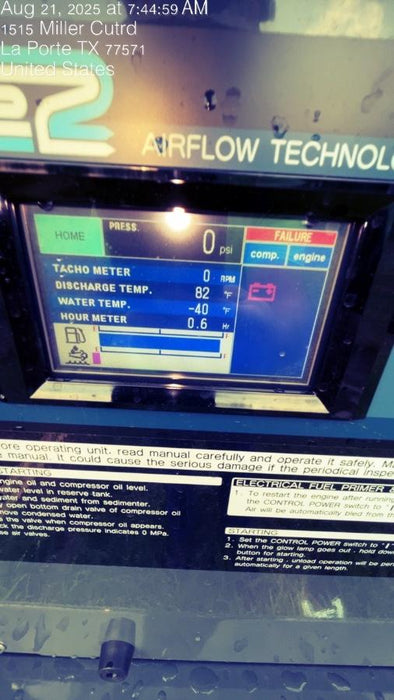 Aug 21, 2025 at 7:44:59 AM
1515 Miller Cutrd
La Porte TX 77571
United States
AIRFLOW TECHNOL
HOME
PRESS.
0 psi
FAILURE
comp. engine
TACHO METER 0 RPM
DISCHARGE TEMP. 82 °F
WATER TEMP. -40 °F
HOUR METER 0.6 Hr
E F
ore operating unit, read manual carefully and operate it safely.
manual. It could cause the serious damage if the periodical inspe
STARTING
ngine oil and compressor oil level.
water level in reserve tank.
water and sediment from sedimenter.
open bottom drain valve of compressor oil
move condensed water.
the valve when compressor oil appears.
the discharge pressure indicates 0 MPa.
se air valves.
ELECTRICAL FUEL PRIMER
1. To restart the engine after running
the CONTROL POWER switch to "
Air will be automatically bled from th
STARTING
1. Set the CONTROL POWER switch to "
2. When the glow lamp goes out, hold dow
button for starting.
3. After starting, unload operation will be per
automatically for a given length.